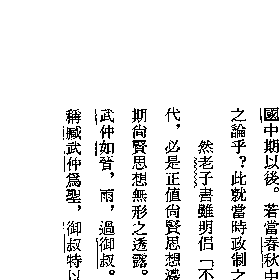 國中期以後。若當春秋中
之論乎？此就當時政制之
然老子書雖明倡「不
代，必是正值尚賢思想濃
期尚賢思想無形之透露。
武仲如晉，雨，過御叔。
稱臧武仲爲聖，御叔特以